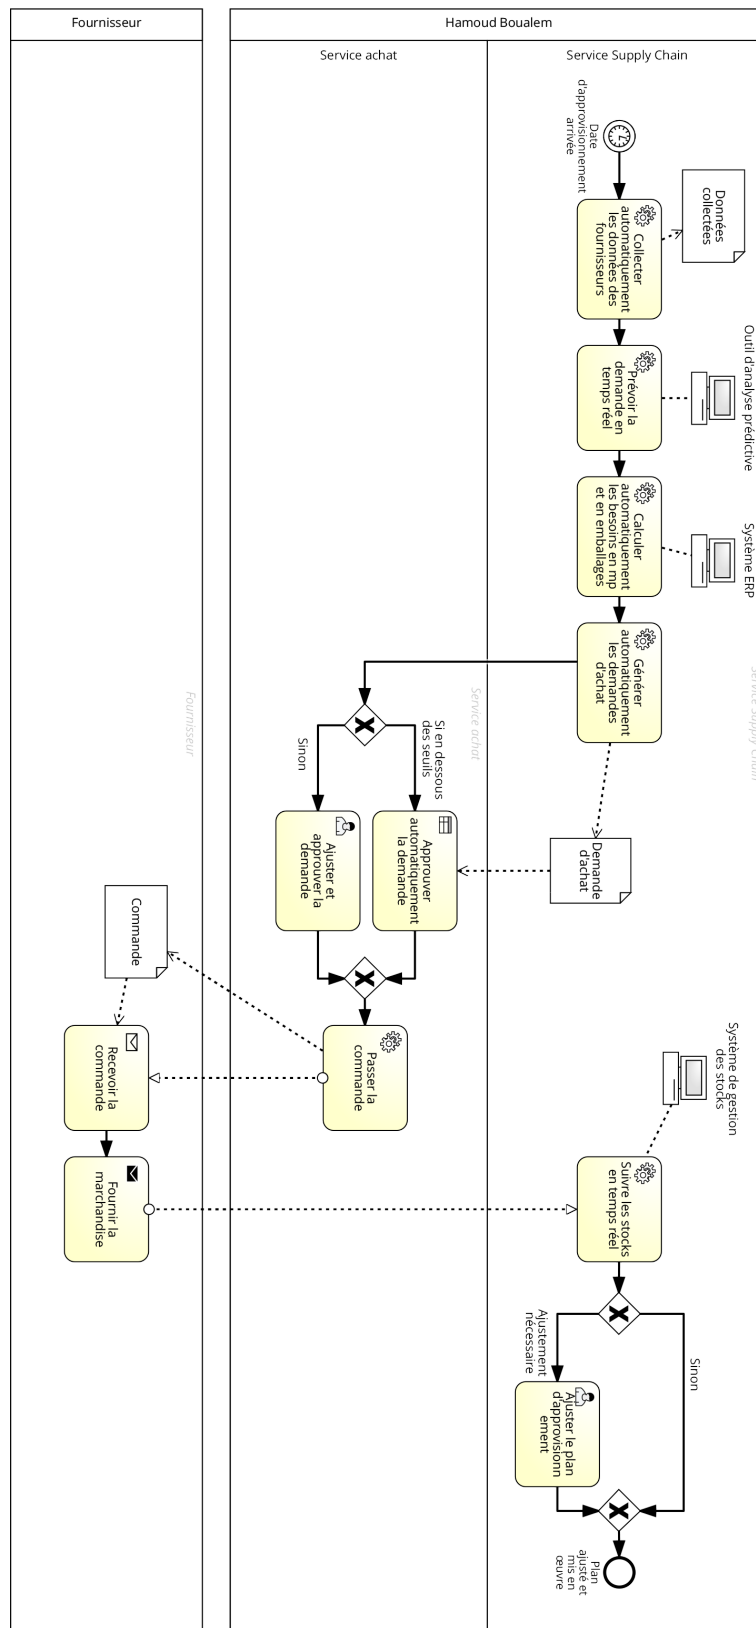 Fournisseur
Hamoud Boualem
Service achat
Service Supply Chain
Date
d'approvisionnement
arrivée
Données
collectées
Collecter
automatiquement
les données des
fournisseurs
Outil d'analyse prédictive
Prévoir la
demande en
temps réel
Système ERP
Calculer
automatiquement
les besoins en mp
et en emballages
Générer
automatiquement
les demandes
d'achat
Service Supply Chain
Service achat
Fournisseur
Si en dessous
des seuils
Sinon
Approuver
automatiquement
la demande
Ajuster et
approuver la
demande
Demande
d'achat
Commande
Passer la
commande
Recevoir la
commande
Fournir la
marchandise
Système de gestion
des stocks
Suivre les stocks
en temps réel
Ajustement
nécessaire
Sinon
Ajuster le plan
d'approvisionn
ement
Plan
ajusté et
mis en
œuvre